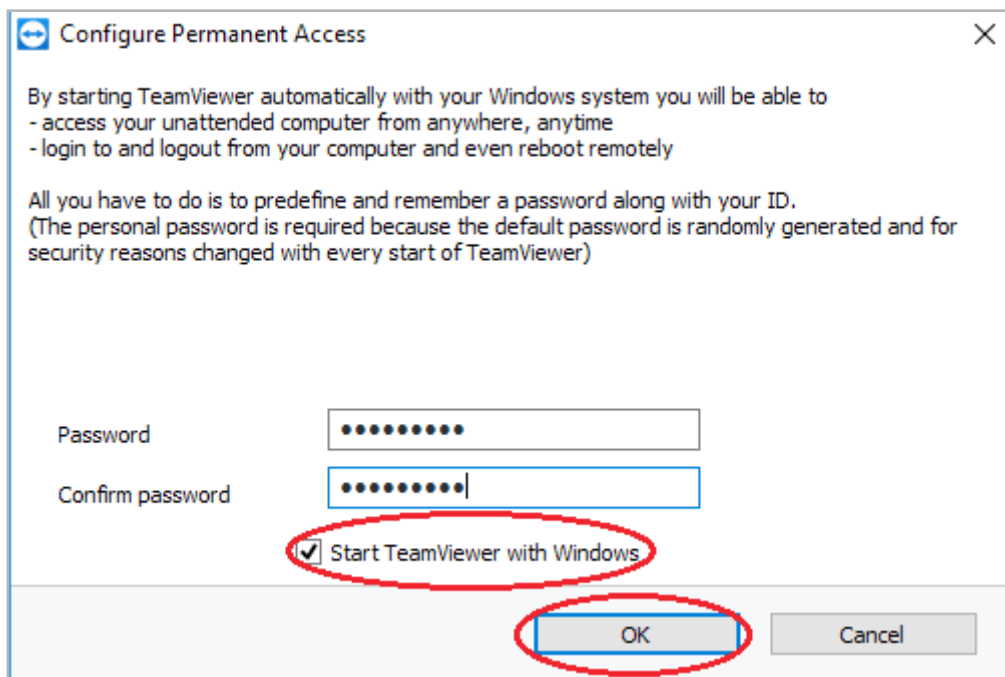 Configure Permanent Access
By starting TeamViewer automatically with your Windows system you will be able to
- access your unattended computer from anywhere, anytime
- login to and logout from your computer and even reboot remotely
All you have to do is to predefine and remember a password along with your ID.
(The personal password is required because the default password is randomly generated and for
security reasons changed with every start of TeamViewer)
Password
Confirm password
Start TeamViewer with Windows
OK Cancel